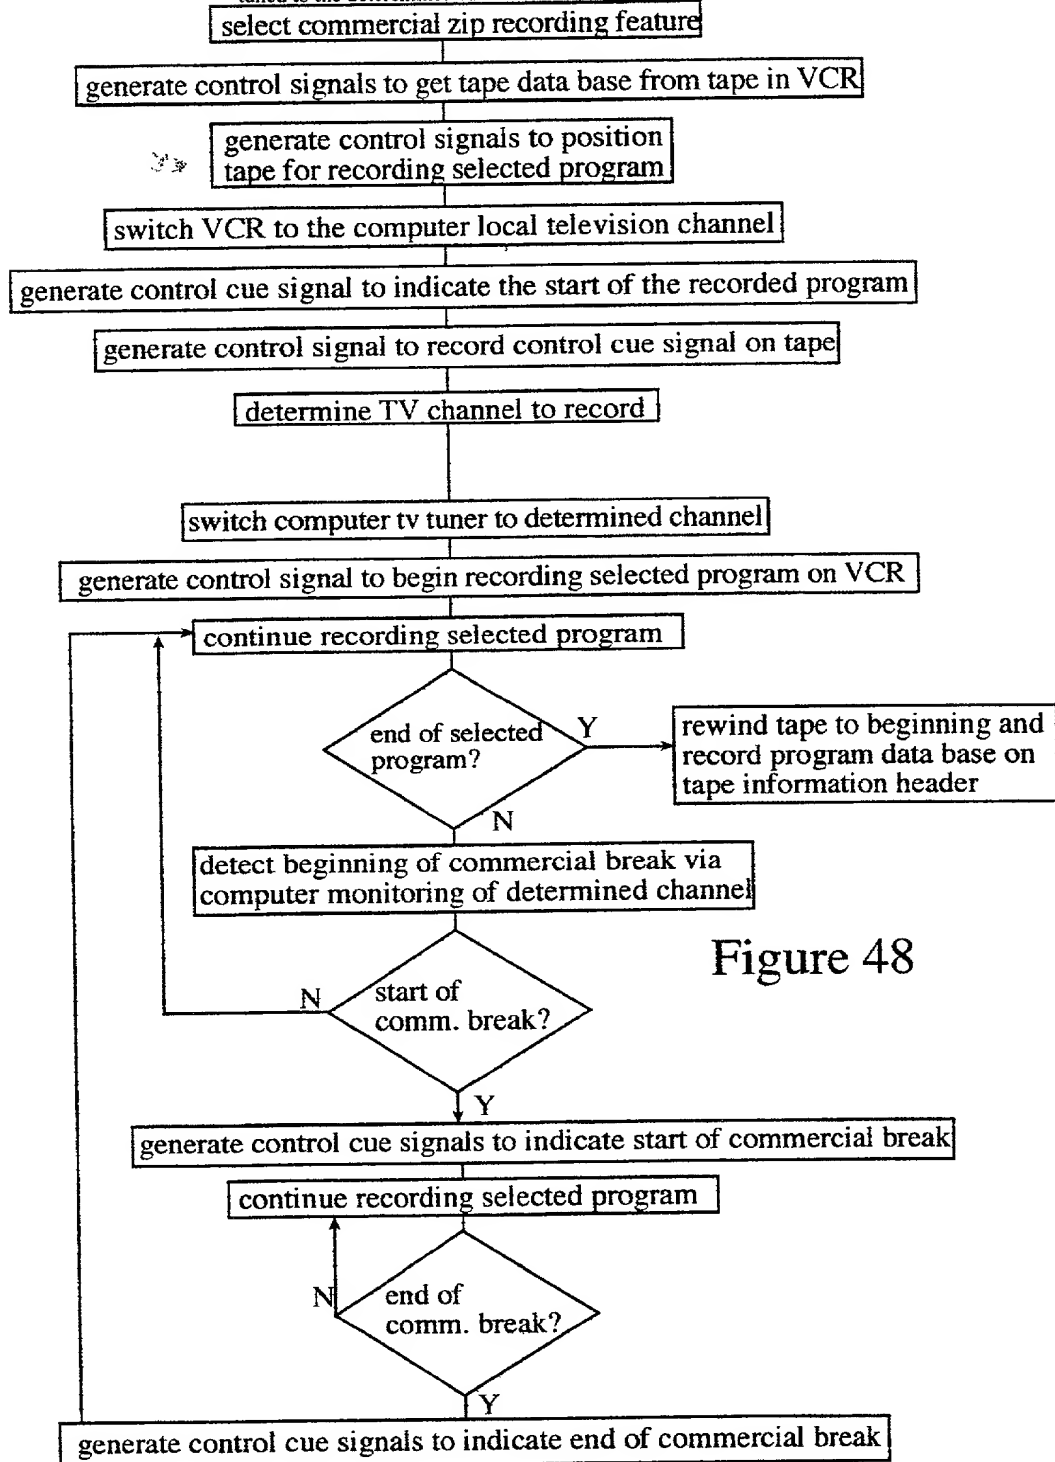 select commercial zip recording feature
generate control signals to get tape data base from tape in VCR
generate control signals to position
tape for recording selected program
switch VCR to the computer local television channel
generate control cue signal to indicate the start of the recorded program
generate control signal to record control cue signal on tape
determine TV channel to record
switch computer tv tuner to determined channel
generate control signal to begin recording selected program on VCR
continue recording selected program
end of selected
program?
Y
rewind tape to beginning and
record program data base on
tape information header
N
detect beginning of commercial break via
computer monitoring of determined channel
Figure 48
start of
comm. break?
N
Y
generate control cue signals to indicate start of commercial break
continue recording selected program
N
end of
comm. break?
Y
generate control cue signals to indicate end of commercial break